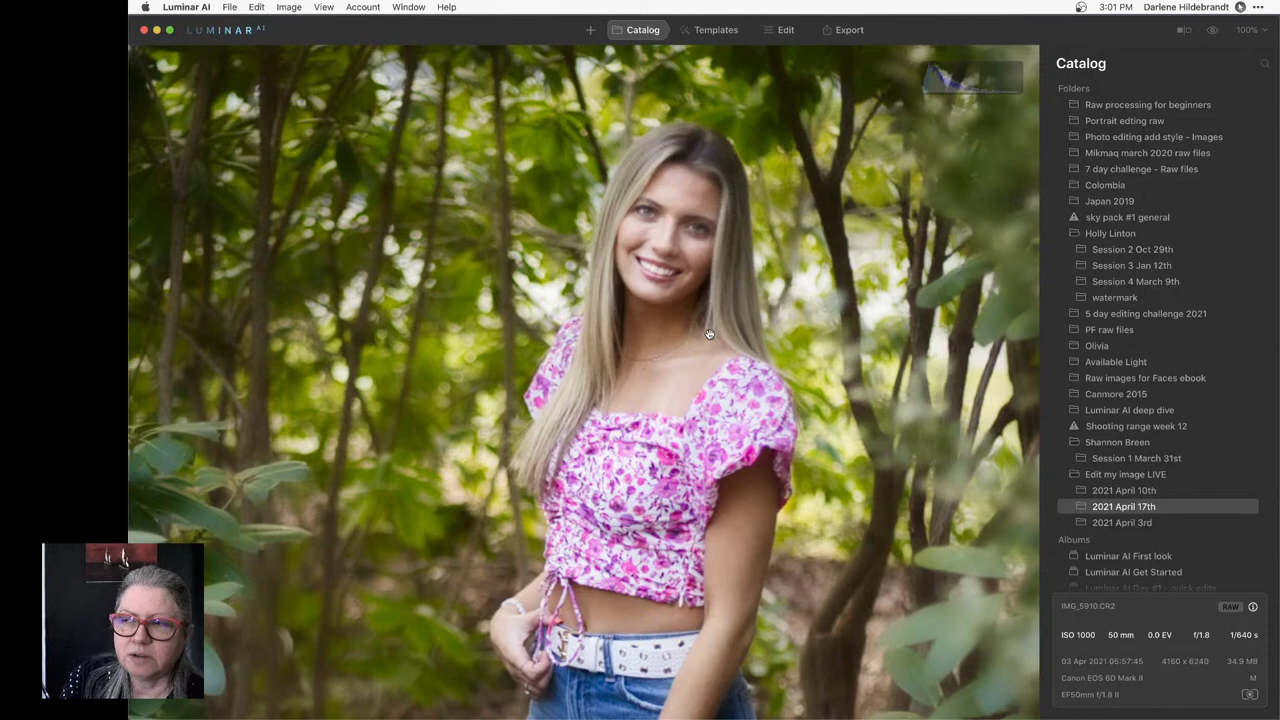 Luminar AI File Edit Image View Account Window Help 3:01 PM Darlene Hildebrandt
LUMINAR AI Catalog Templates Edit Export 100%
Catalog
Folders
Raw processing for beginners
Portrait edting raw
Photo editing add style - Images
Mikmaq march 2020 raw files
7 day challenge - Raw files
Colombia
Japan 2019
sky pack #1 general
Holly Linton
Session 2 Oct 29th
Session 3 Jan 12th
Session 4 March 9th
watermark
5 day editing challenge 2021
PF raw files
Olivia
Available Light
Raw images for Faces ebook
Canmore 2015
Luminar AI deep dive
Shooting range week 12
Shannon Breen
Session 1 March 31st
Edit my image LIVE
2021 April 10th
2021 April 17th
2021 April 3rd
Albums
Luminar AI First look
Luminar AI Get Started
Luminar AI Day #1 - quick edits
IMG_5910.CR2 RAW
ISO 1000 50 mm 0.0 EV f/1.8 1/640 s
03 Apr 2021 05:57:45 4160 x 6240 34.9 MB
Canon EOS 6D Mark II M
EF50mm f/1.8 II